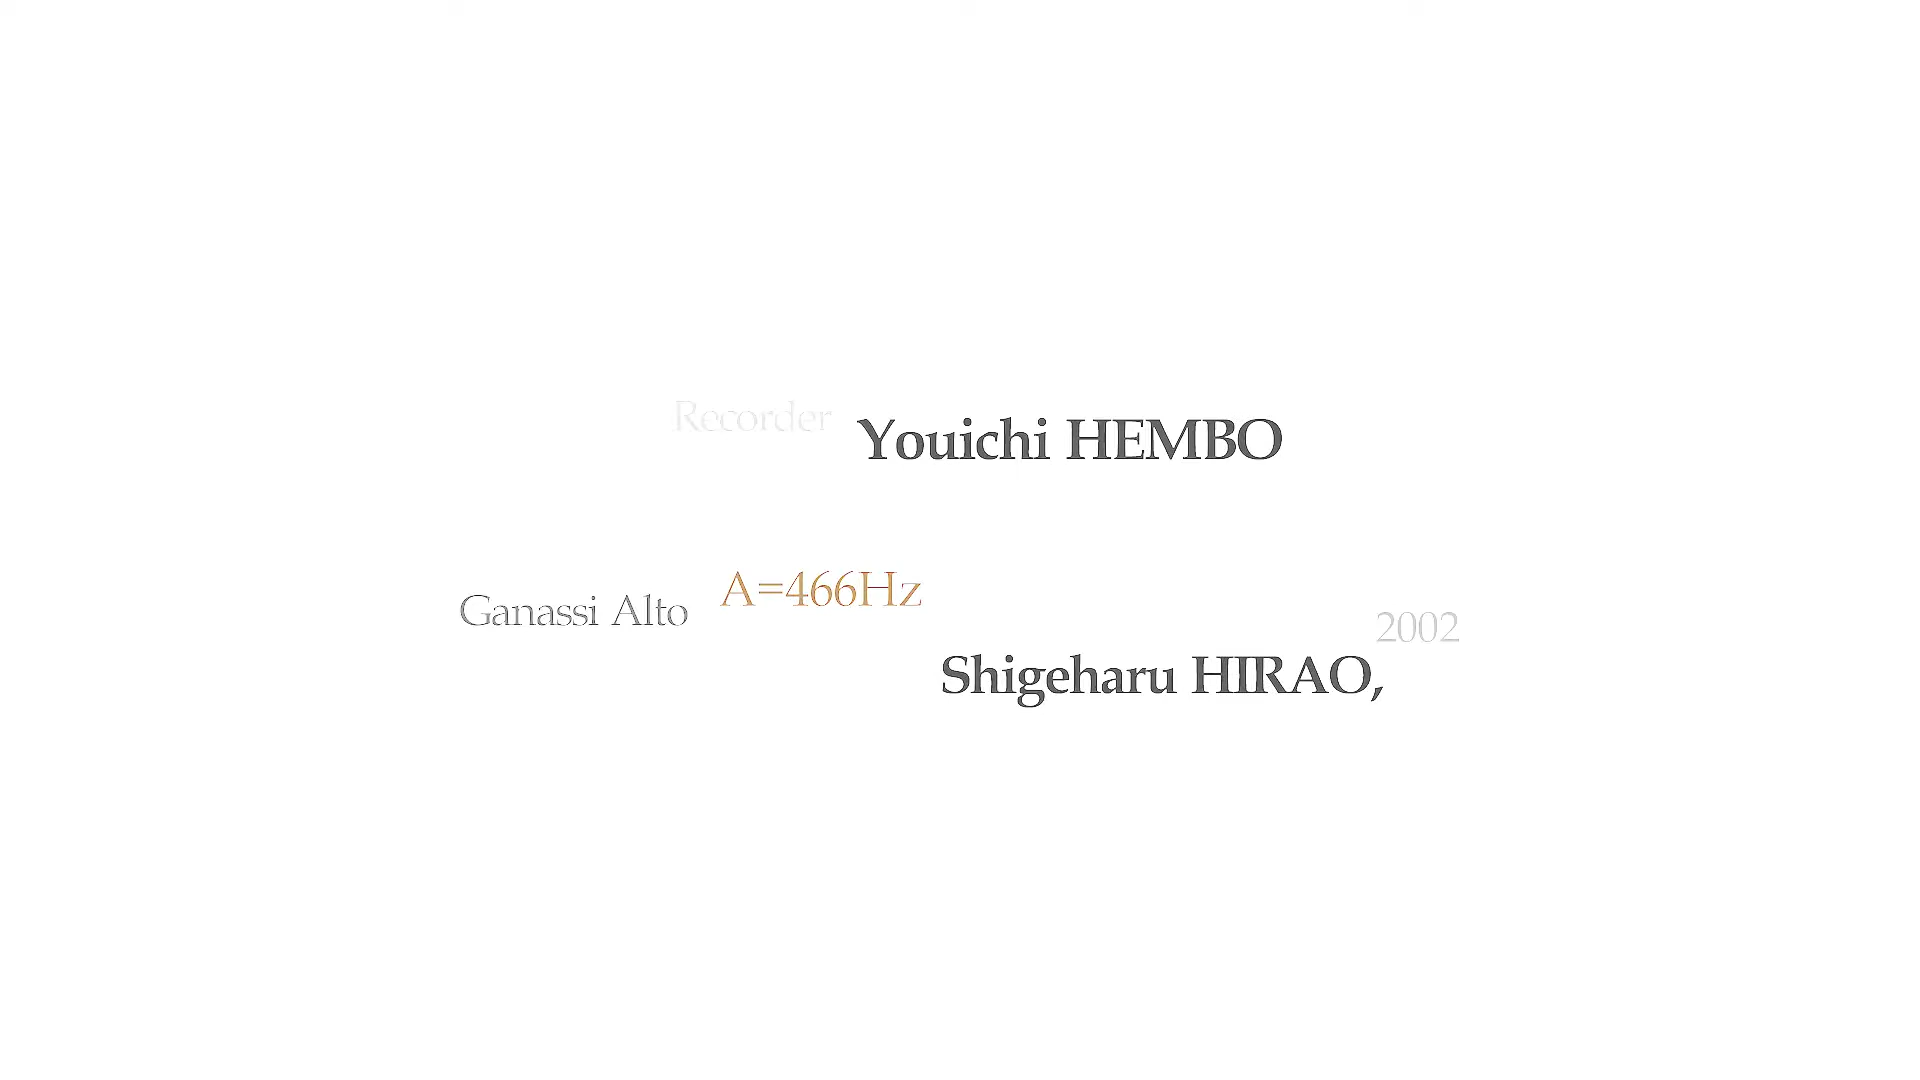 Recorder Youichi HEMBO
Ganassi Alto A=466Hz
Shigeharu HIRAO, 2002